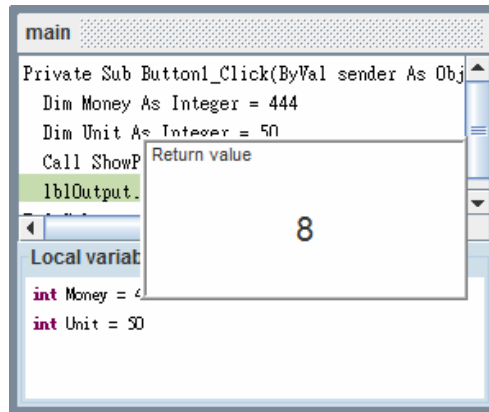 main
Private Sub Button1_Click(ByVal sender As Obj
Dim Money As Integer = 444
Dim Unit As Integer = 50
Call ShowP
lblOutput.
Return value
8
Local variab
int Money = 4
int Unit = 50